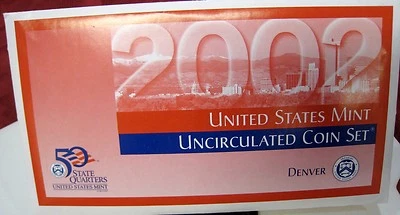 2002
UNITED STATES MINT
UNCIRCULATED COIN SET®
DENVER
50
STATE
QUARTERS
UNITED STATES MINT